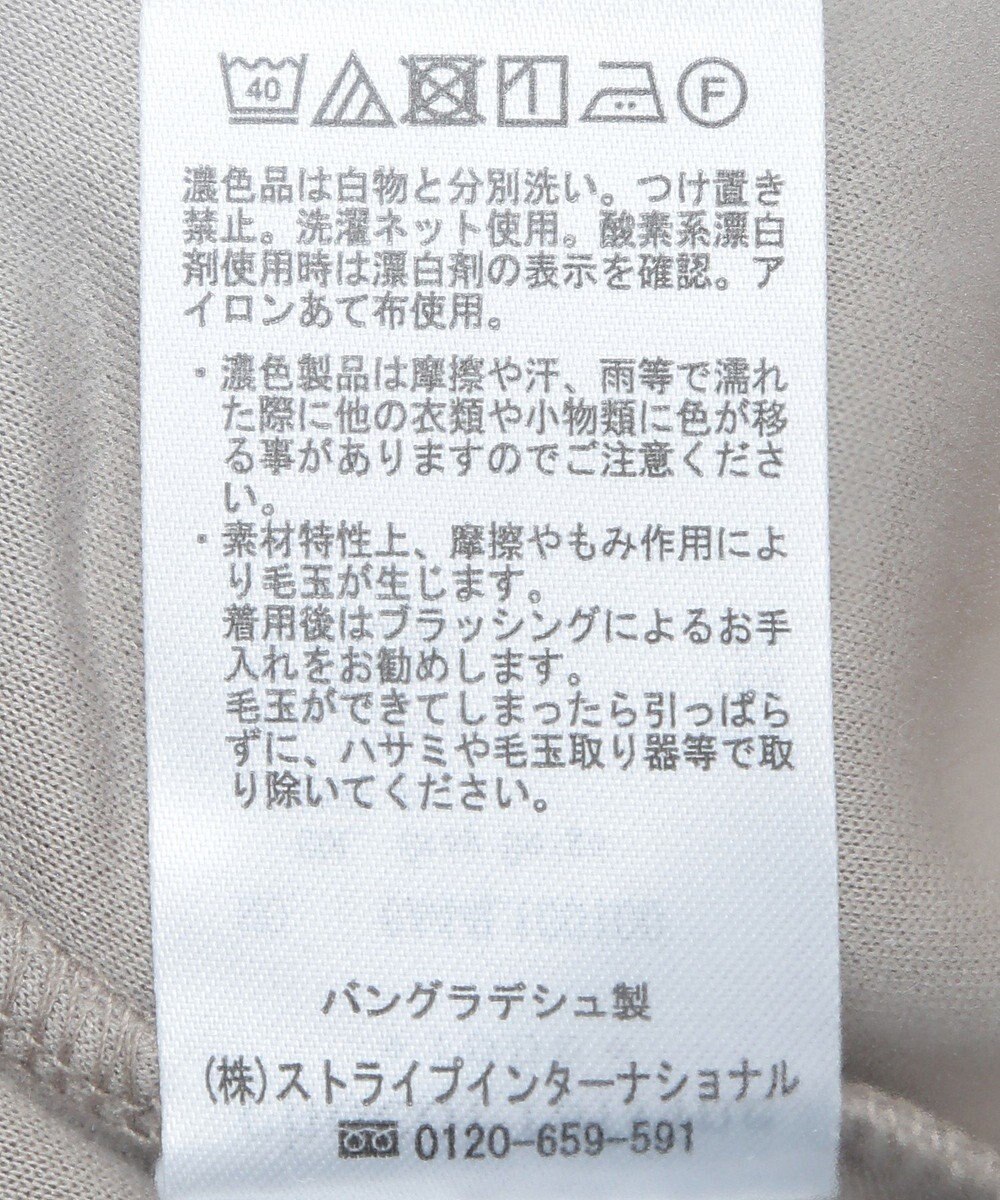 40 F
濃色品は白物と分別洗い。つけ置き
禁止。洗濯ネット使用。酸素系漂白
剤使用時は漂白剤の表示を確認。ア
イロンあて布使用。
・濃色製品は摩擦や汗、雨等で濡れ
た際に他の衣類や小物類に色が移
る事がありますのでご注意くださ
い。
・素材特性上、摩擦やもみ作用によ
り毛玉が生じます。
着用後はブラッシングによるお手
入れをお勧めします。
毛玉ができてしまったら引っぱら
ずに、ハサミや毛玉取り器等で取
り除いてください。
バングラデシュ製
(株)ストライプインターナショナル
0120-659-591